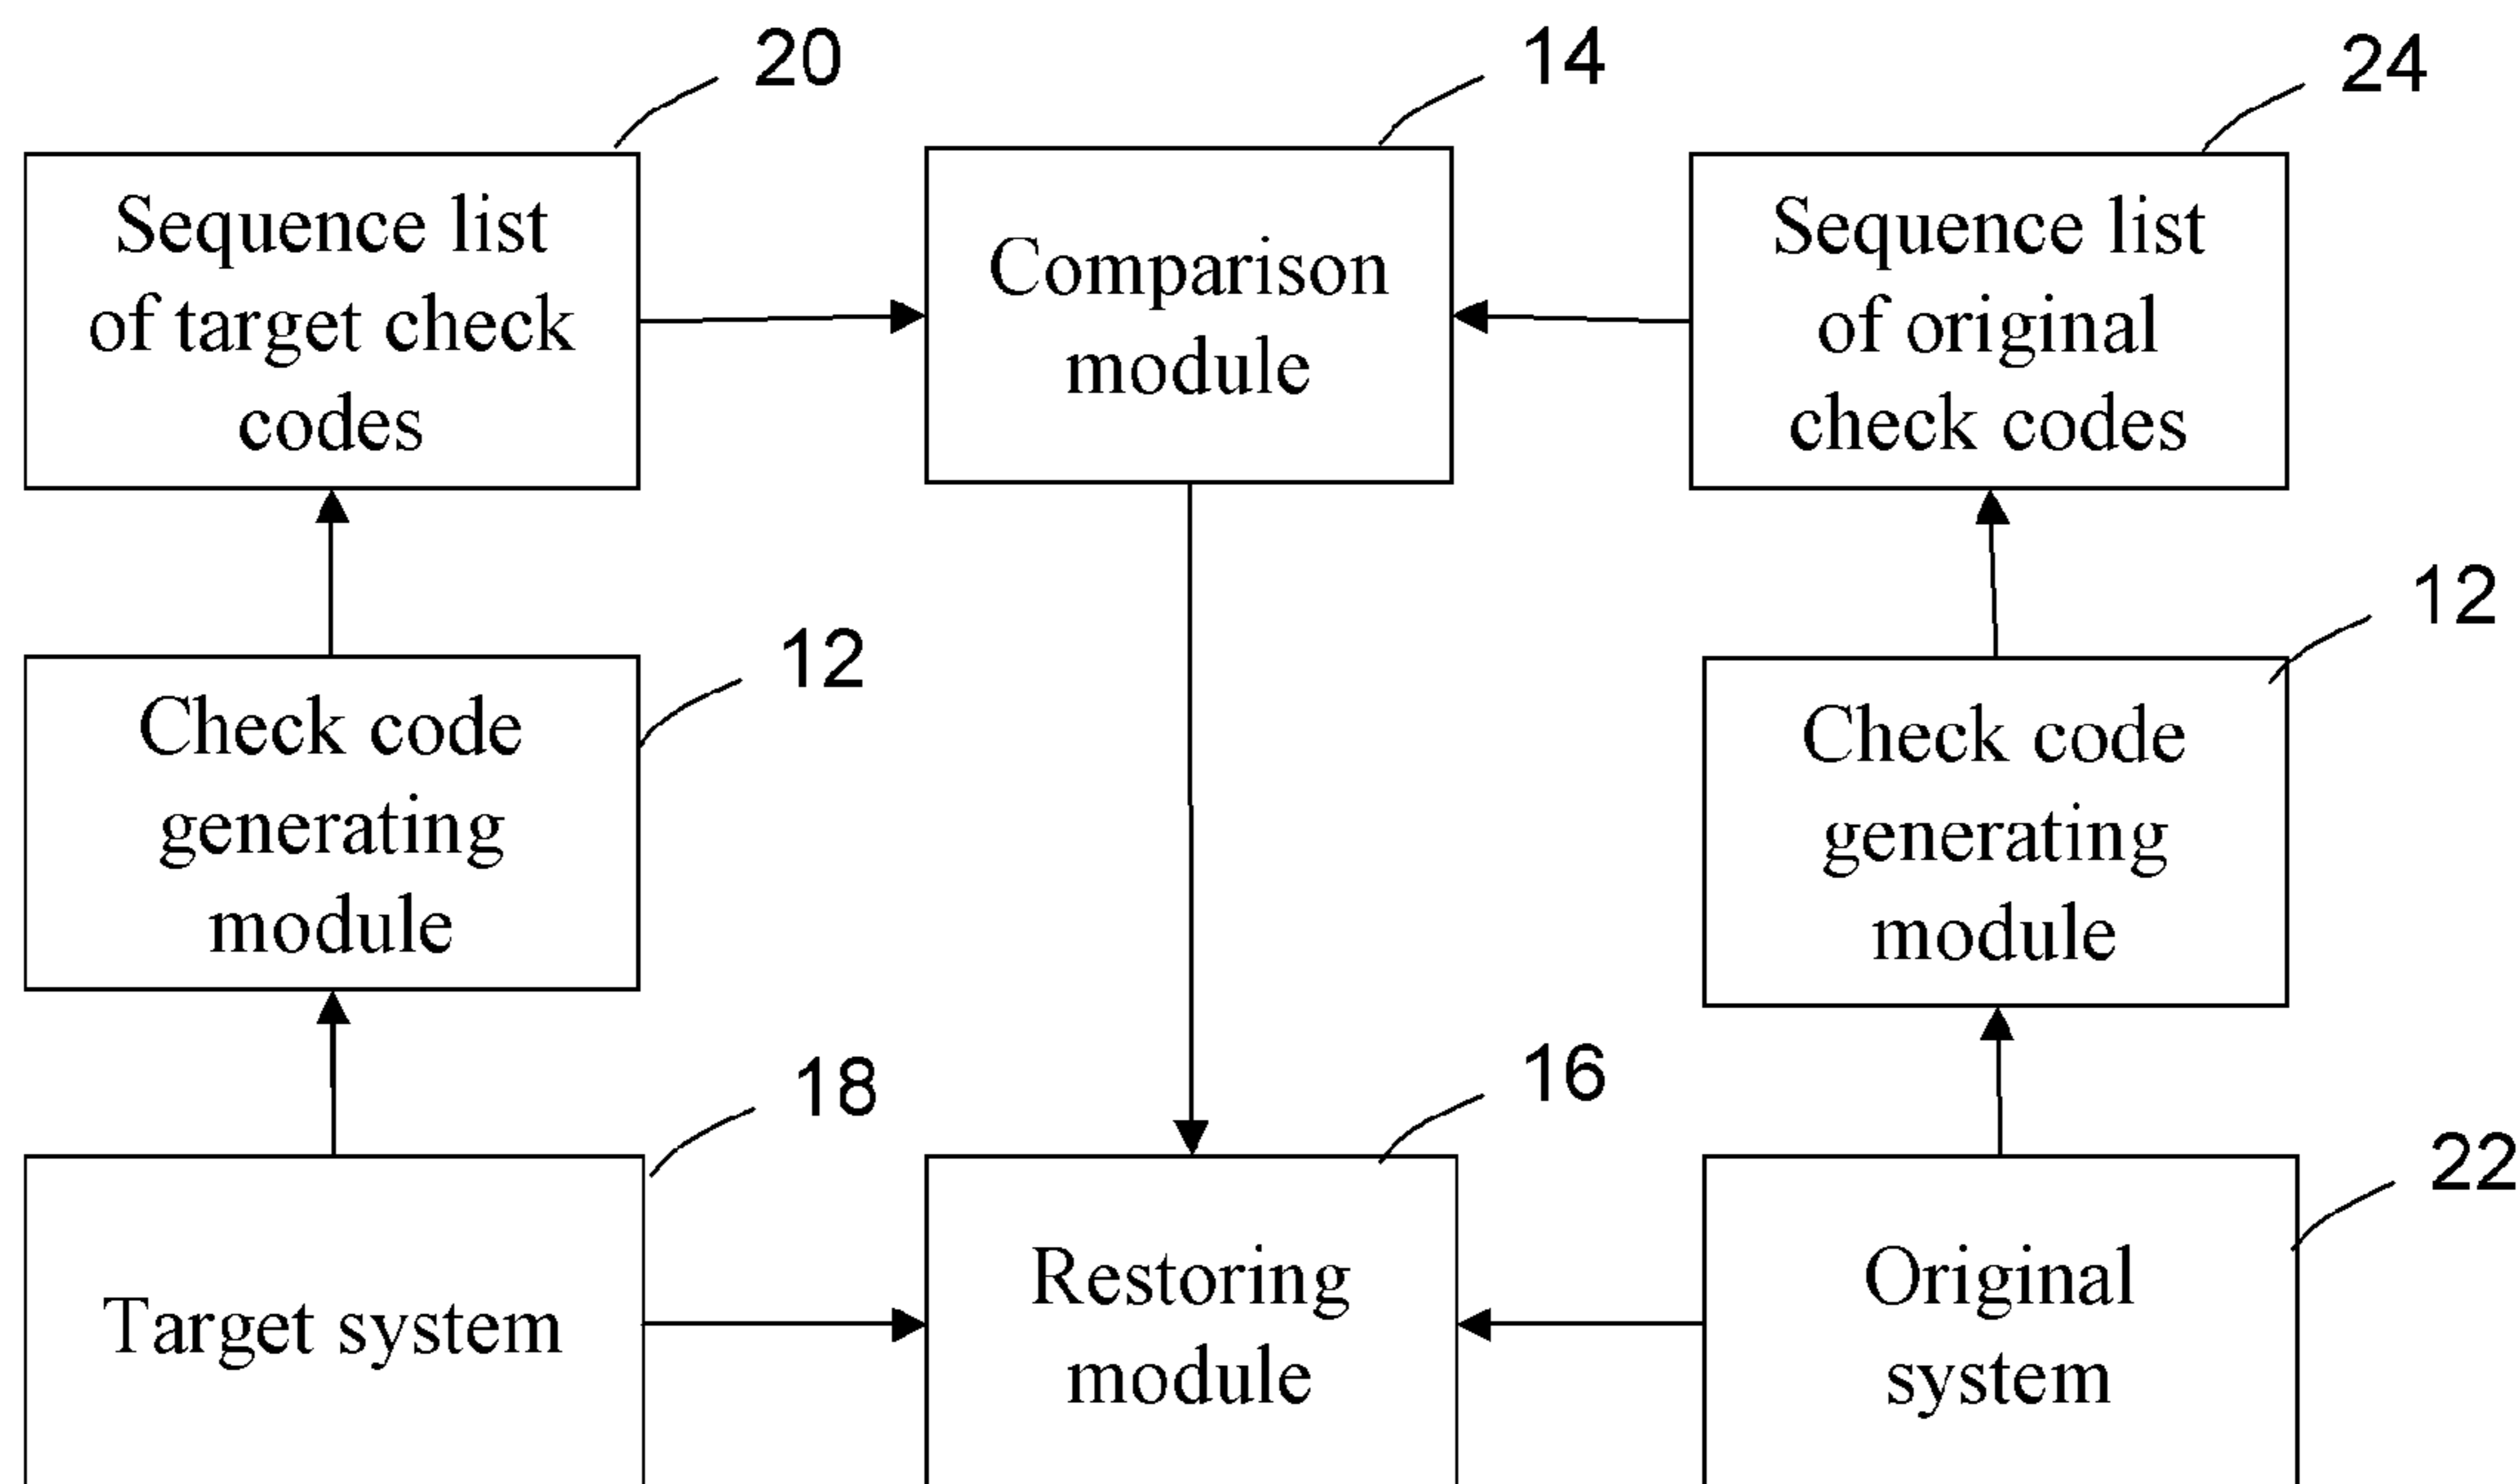 20
14
24
Sequence list
of target check
codes
Comparison
module
Sequence list
of original
check codes
12
12
Check code
generating
module
Check code
generating
module
18
16
22
Target system
Restoring
module
Original
system